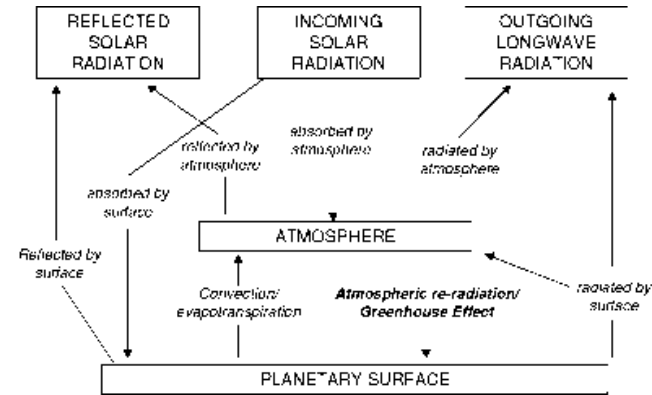 REFLECTED
SOLAR
RADIATION
INCOMING
SOLAR
RADIATION
OUTGOING
LONGWAVE
RADIATION
reflected by
atmosphere
absorbed by
atmosphere
radiated by
atmosphere
absorbed by
surface
ATMOSPHERE
Reflected by
surface
Convection/
evapotranspiration
Atmospheric re-radiation/
Greenhouse Effect
radiated by
surface
PLANETARY SURFACE